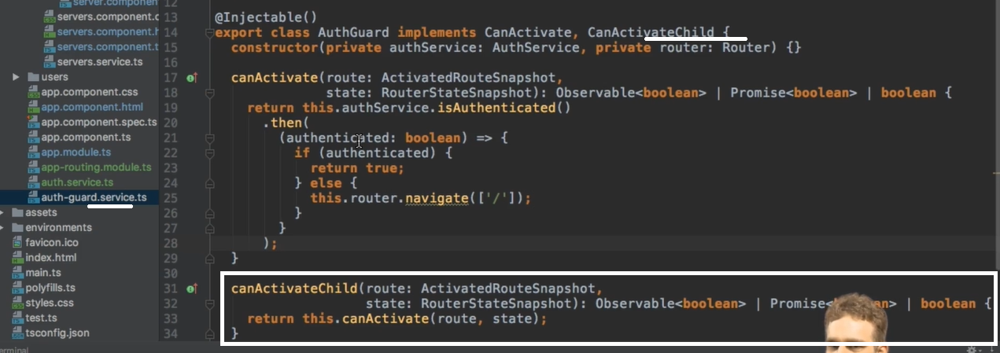 server.component.
servers.component.c
servers.component.h
servers.component.t
servers.service.ts
users
app.component.css
app.component.html
app.component.spec.ts
app.component.ts
app.module.ts
app-routing.module.ts
auth.service.ts
auth-guard.service.ts
assets
environments
favicon.ico
index.html
main.ts
polyfills.ts
styles.css
test.ts
tsconfig.json
12
13 @Injectable()
14 export class AuthGuard implements CanActivate, CanActivateChild {
15 constructor(private authService: AuthService, private router: Router) {}
16
17 canActivate(route: ActivatedRouteSnapshot,
18 state: RouterStateSnapshot): Observable<boolean> | Promise<boolean> | boolean {
19 return this.authService.isAuthenticated()
20 .then(
21 (authenticated: boolean) => {
22 if (authenticated) {
23 return true;
24 } else {
25 this.router.navigate(['/']);
26 }
27 }
28 );
29 }
30
31 canActivateChild(route: ActivatedRouteSnapshot,
32 state: RouterStateSnapshot): Observable<boolean> | Promise<boolean> | boolean {
33 return this.canActivate(route, state);
34 }
erminal